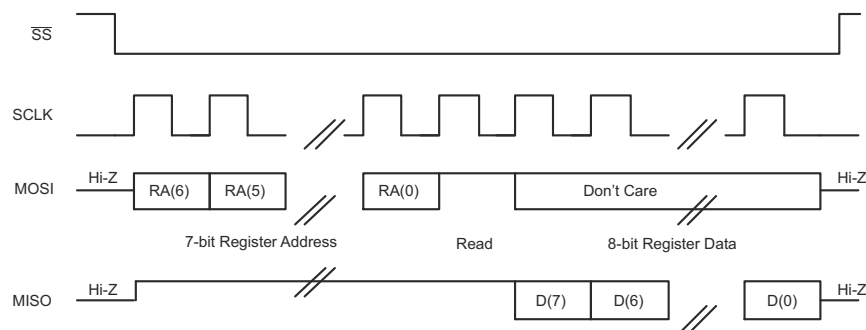 SS
SCLK
MOSI Hi-Z RA(6) RA(5) RA(0) Don't Care Hi-Z
7-bit Register Address Read 8-bit Register Data
MISO Hi-Z D(7) D(6) D(0) Hi-Z